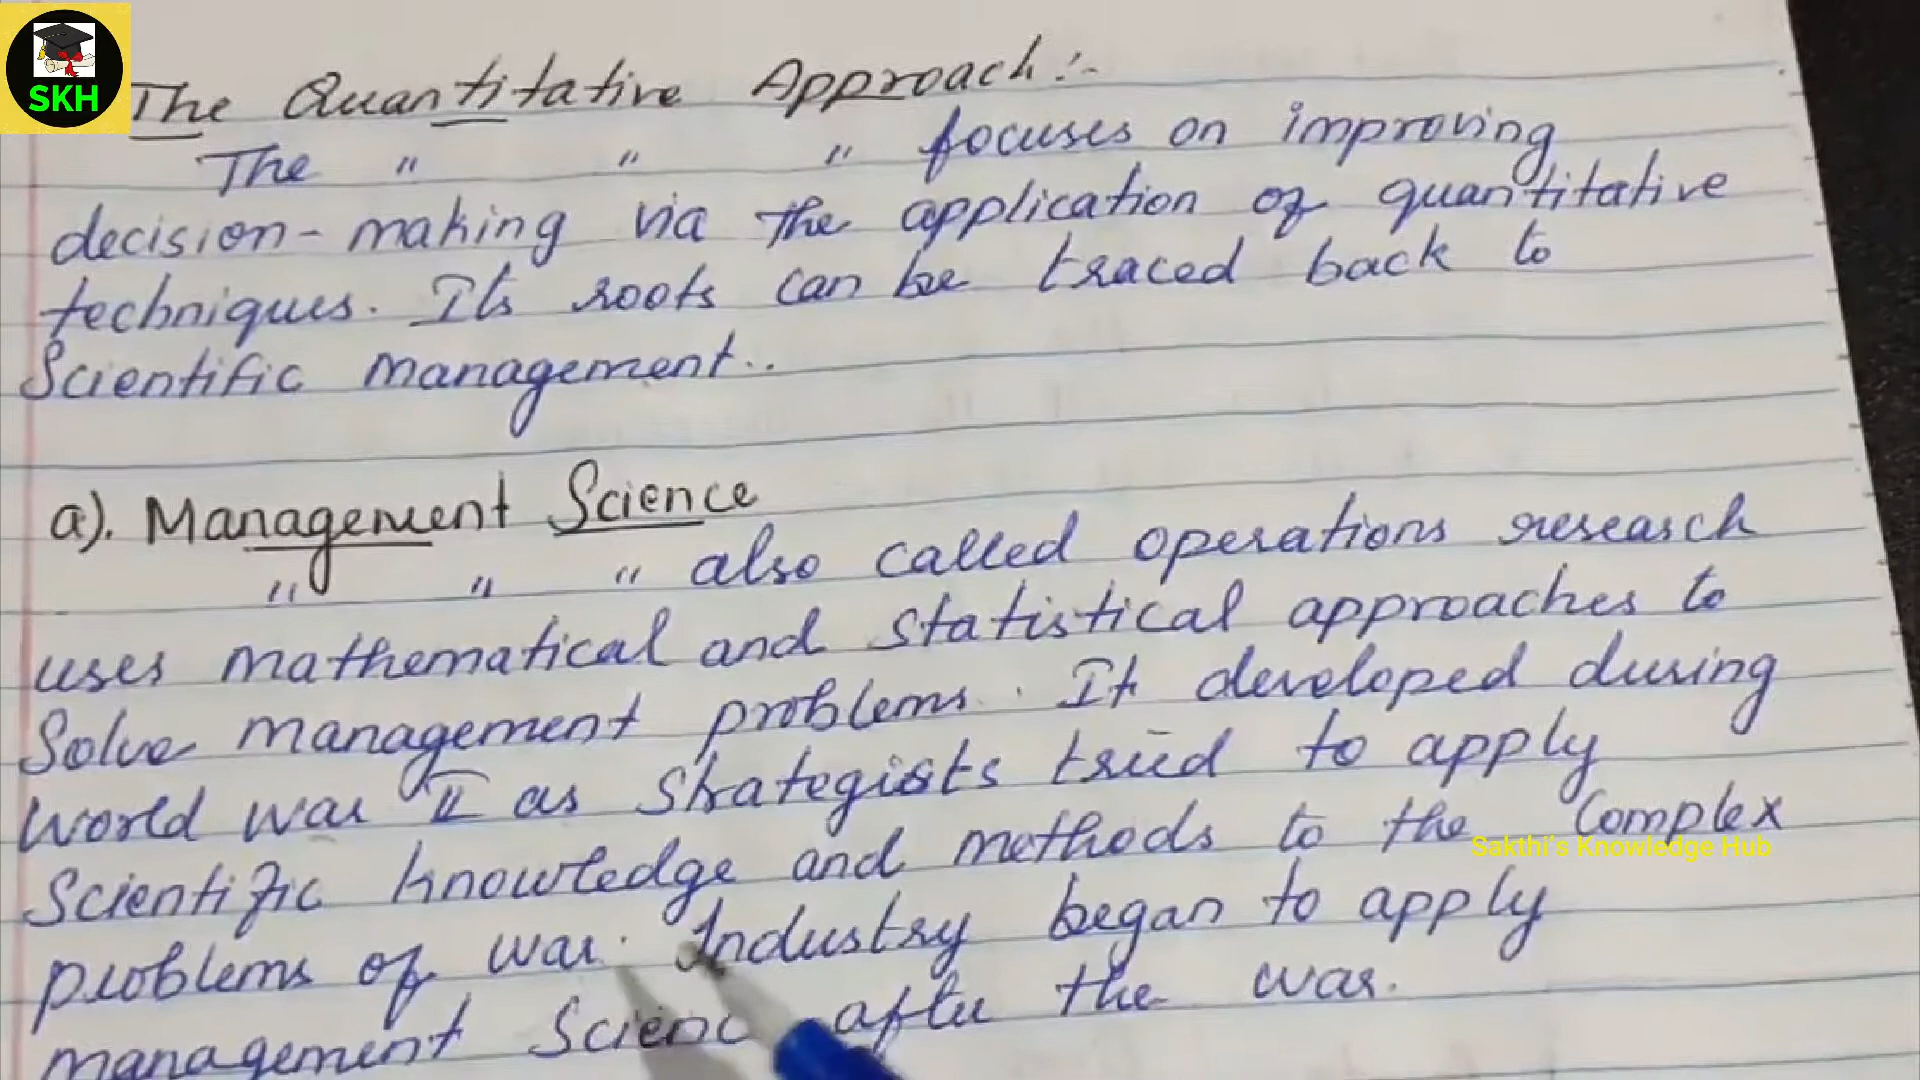 SKH
The Quantitative Approach:-
The " " " focuses on improving
decision-making via the application of quantitative
techniques. Its roots can be traced back to
Scientific management..
a). Management Science
" " " also called operations research
uses mathematical and statistical approaches to
Solve management problems. It developed during
World War II as Strategists tried to apply
Scientific knowledge and methods to the Complex
Sakthi's Knowledge Hub
problems of war. Industry began to apply
management Scienc after the war.